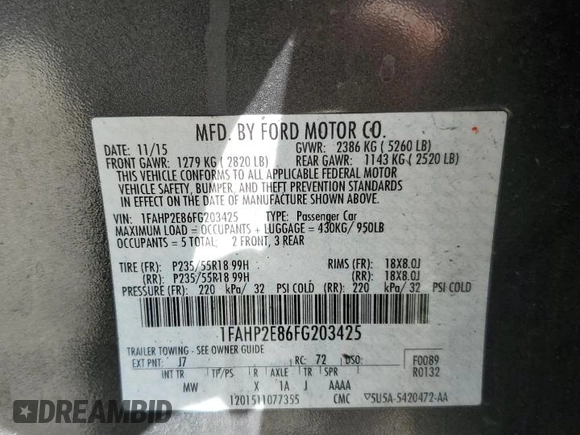 MFD. BY FORD MOTOR CO.
DATE: 11/15 GVWR: 2386 KG ( 5260 LB)
FRONT GAWR: 1279 KG ( 2820 LB) REAR GAWR: 1143 KG ( 2520 LB)
THIS VEHICLE CONFORMS TO ALL APPLICABLE FEDERAL MOTOR
VEHICLE SAFETY, BUMPER, AND THEFT PREVENTION STANDARDS
IN EFFECT ON THE DATE OF MANUFACTURE SHOWN ABOVE.
VIN: 1FAHP2E86FG203425 TYPE: Passenger Car
MAXIMUM LOAD = OCCUPANTS + LUGGAGE = 430KG/ 950LB
OCCUPANTS = 5 TOTAL: 2 FRONT, 3 REAR
TIRE (FR): P235/55R18 99H RIMS (FR): 18X8.0J
(RR): P235/55R18 99H (RR): 18X8.0J
PRESSURE (FR): 220 kPa/ 32 PSI COLD (RR): 220 kPa/ 32 PSI COLD
1FAHP2E86FG203425
TRAILER TOWING - SEE OWNER GUIDE
EXT PNT: J7 RC: 72 DSO: F0089
INT TR TP/PS R AXLE TR SPR R0132
MW X 1A J AAAA
1201511077355 CMC 5U5A-5420472-AA
DREAMBID
DREAMBID